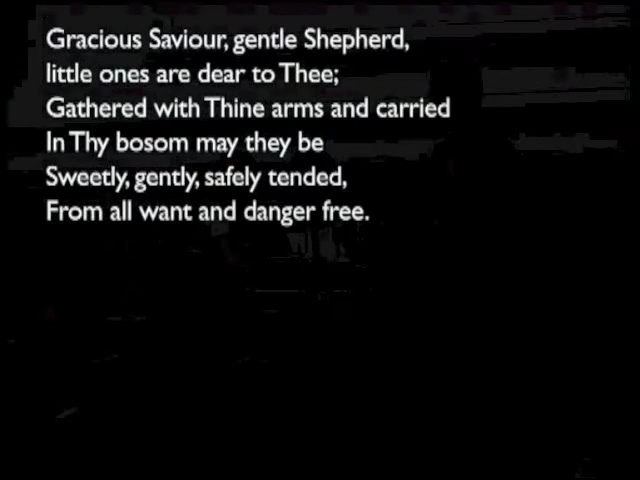 Gracious Saviour, gentle Shepherd,
little ones are dear to Thee;
Gathered with Thine arms and carried
In Thy bosom may they be
Sweetly, gently, safely tended,
From all want and danger free.